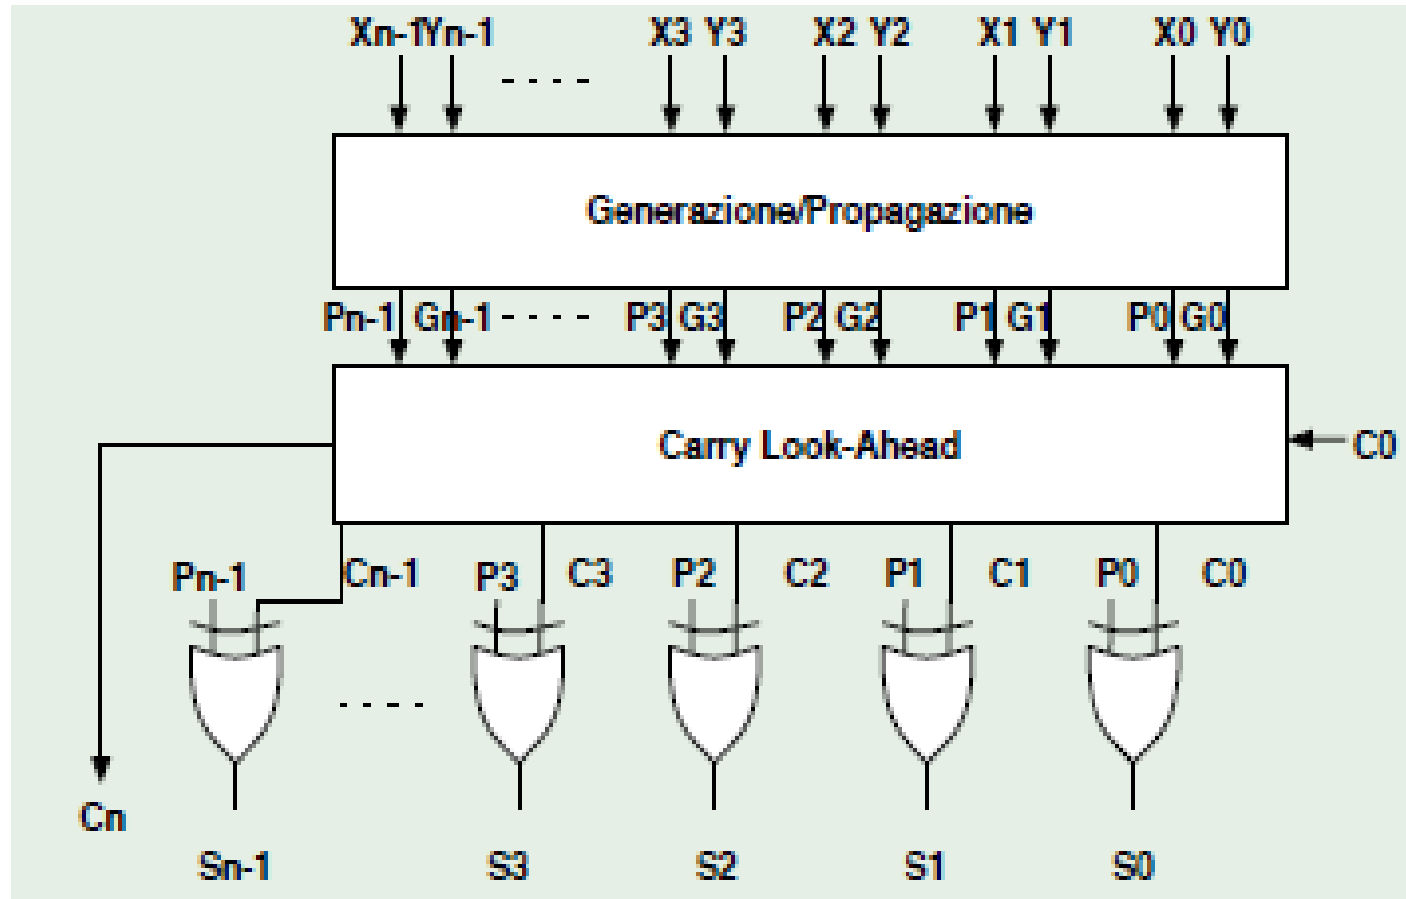 Xn-1Yn-1 X3 Y3 X2 Y2 X1 Y1 X0 Y0
Generazione/Propagazione
Pn-1 Gn-1 P3 G3 P2 G2 P1 G1 P0 G0
Carry Look-Ahead
C0
Pn-1 Cn-1 P3 C3 P2 C2 P1 C1 P0 C0
Cn
Sn-1 S3 S2 S1 S0